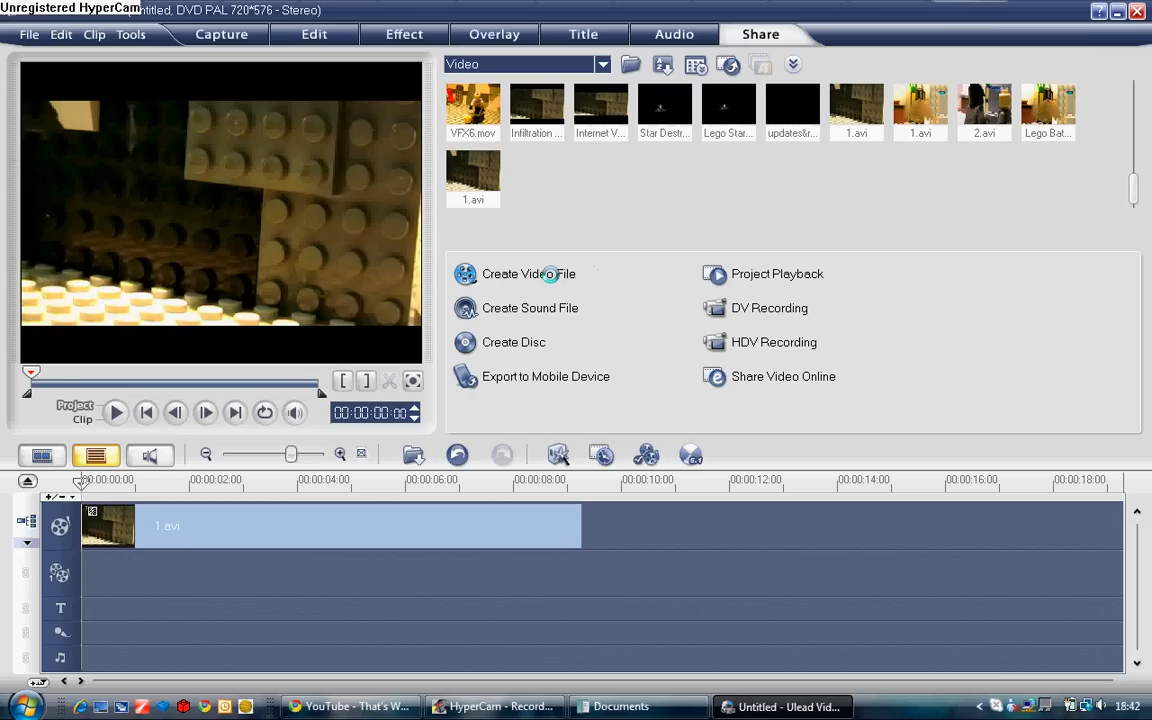 Unregistered HyperCam
Untitled, DVD PAL 720*576 - Stereo)
File Edit Clip Tools
Capture Edit Effect Overlay Title Audio Share
Video
VFX6.mov Infiltration ... Internet V... Star Destr... Lego Star... updates&r... 1.avi 1.avi 2.avi Lego Bat...
1.avi
Create Video File Project Playback
Create Sound File DV Recording
Create Disc HDV Recording
Export to Mobile Device Share Video Online
Project
Clip
00:00:00:00
00:00:00:00 00:00:02:00 00:00:04:00 00:00:06:00 00:00:08:00 00:00:10:00 00:00:12:00 00:00:14:00 00:00:16:00 00:00:18:00
1.avi
YouTube - That's W... HyperCam - Record... Documents Untitled - Ulead Vid... 18:42